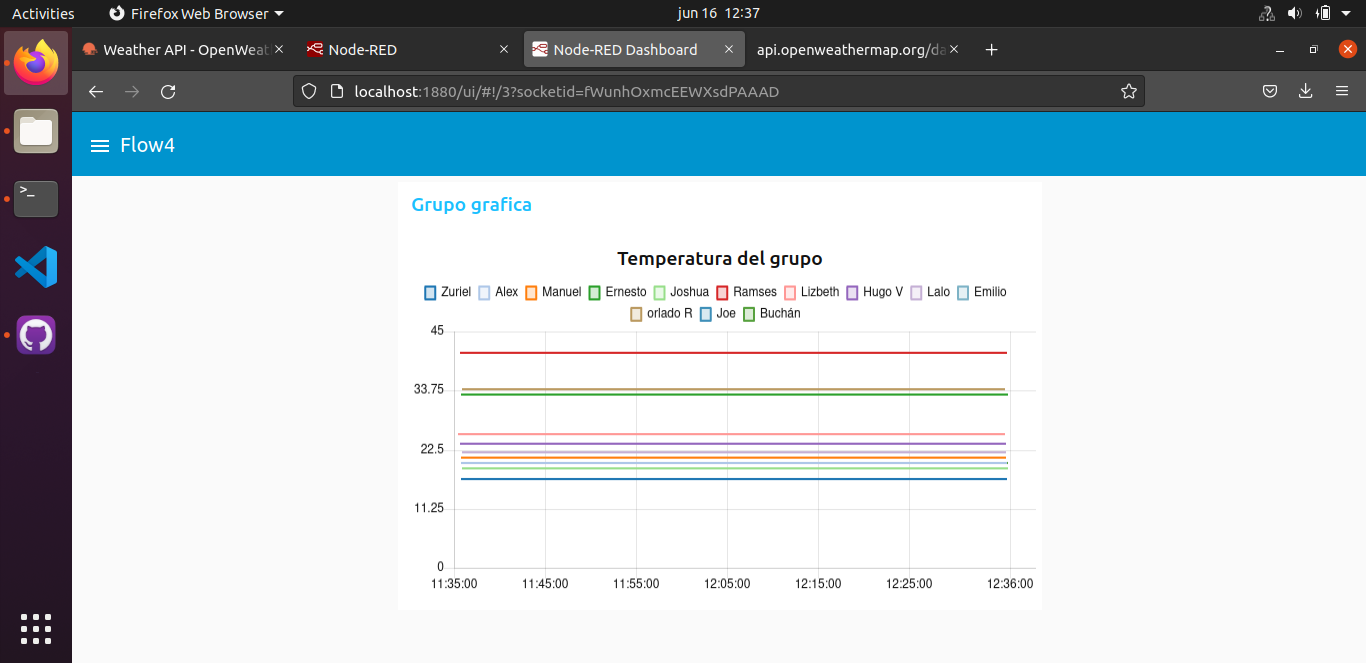 Activities Firefox Web Browser jun 16 12:37
Weather API - OpenWeat Node-RED Node-RED Dashboard api.openweathermap.org/da
localhost:1880/ui/#!/3?socketid=fWunhOxmcEEWXsdPAAAD
Flow4
Grupo grafica
Temperatura del grupo
Zuriel Alex Manuel Ernesto Joshua Ramses Lizbeth Hugo V Lalo Emilio
orlado R Joe Buchán
45
33.75
22.5
11.25
0
11:35:00 11:45:00 11:55:00 12:05:00 12:15:00 12:25:00 12:36:00